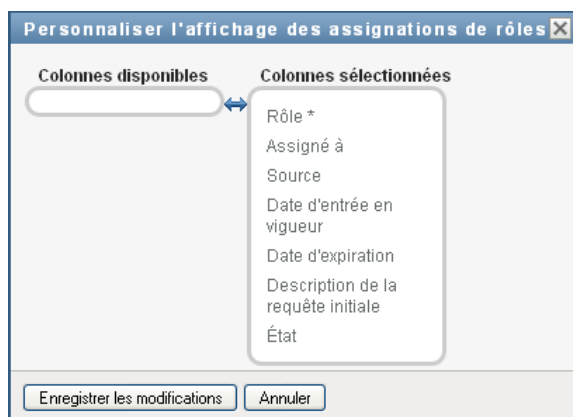 Personnaliser l'affichage des assignations de rôles
Colonnes disponibles
Colonnes sélectionnées
Rôle *
Assigné à
Source
Date d'entrée en
vigueur
Date d'expiration
Description de la
requête initiale
État
Enregistrer les modifications
Annuler